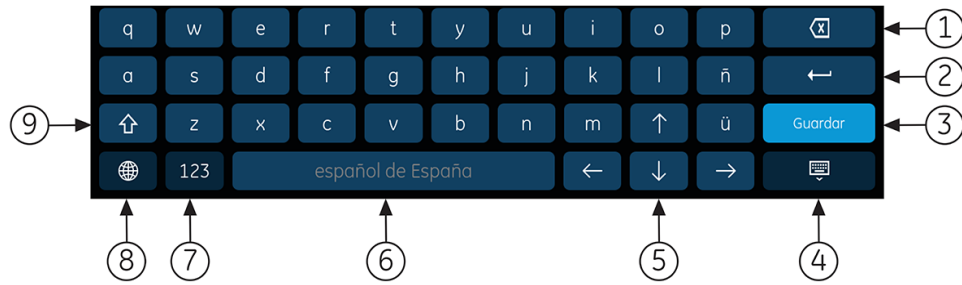 q w e r t y u i o p 1
a s d f g h j k l ñ 2
9 z x c v b n m ü Guardar 3
123 español de España
8 7 6 5 4